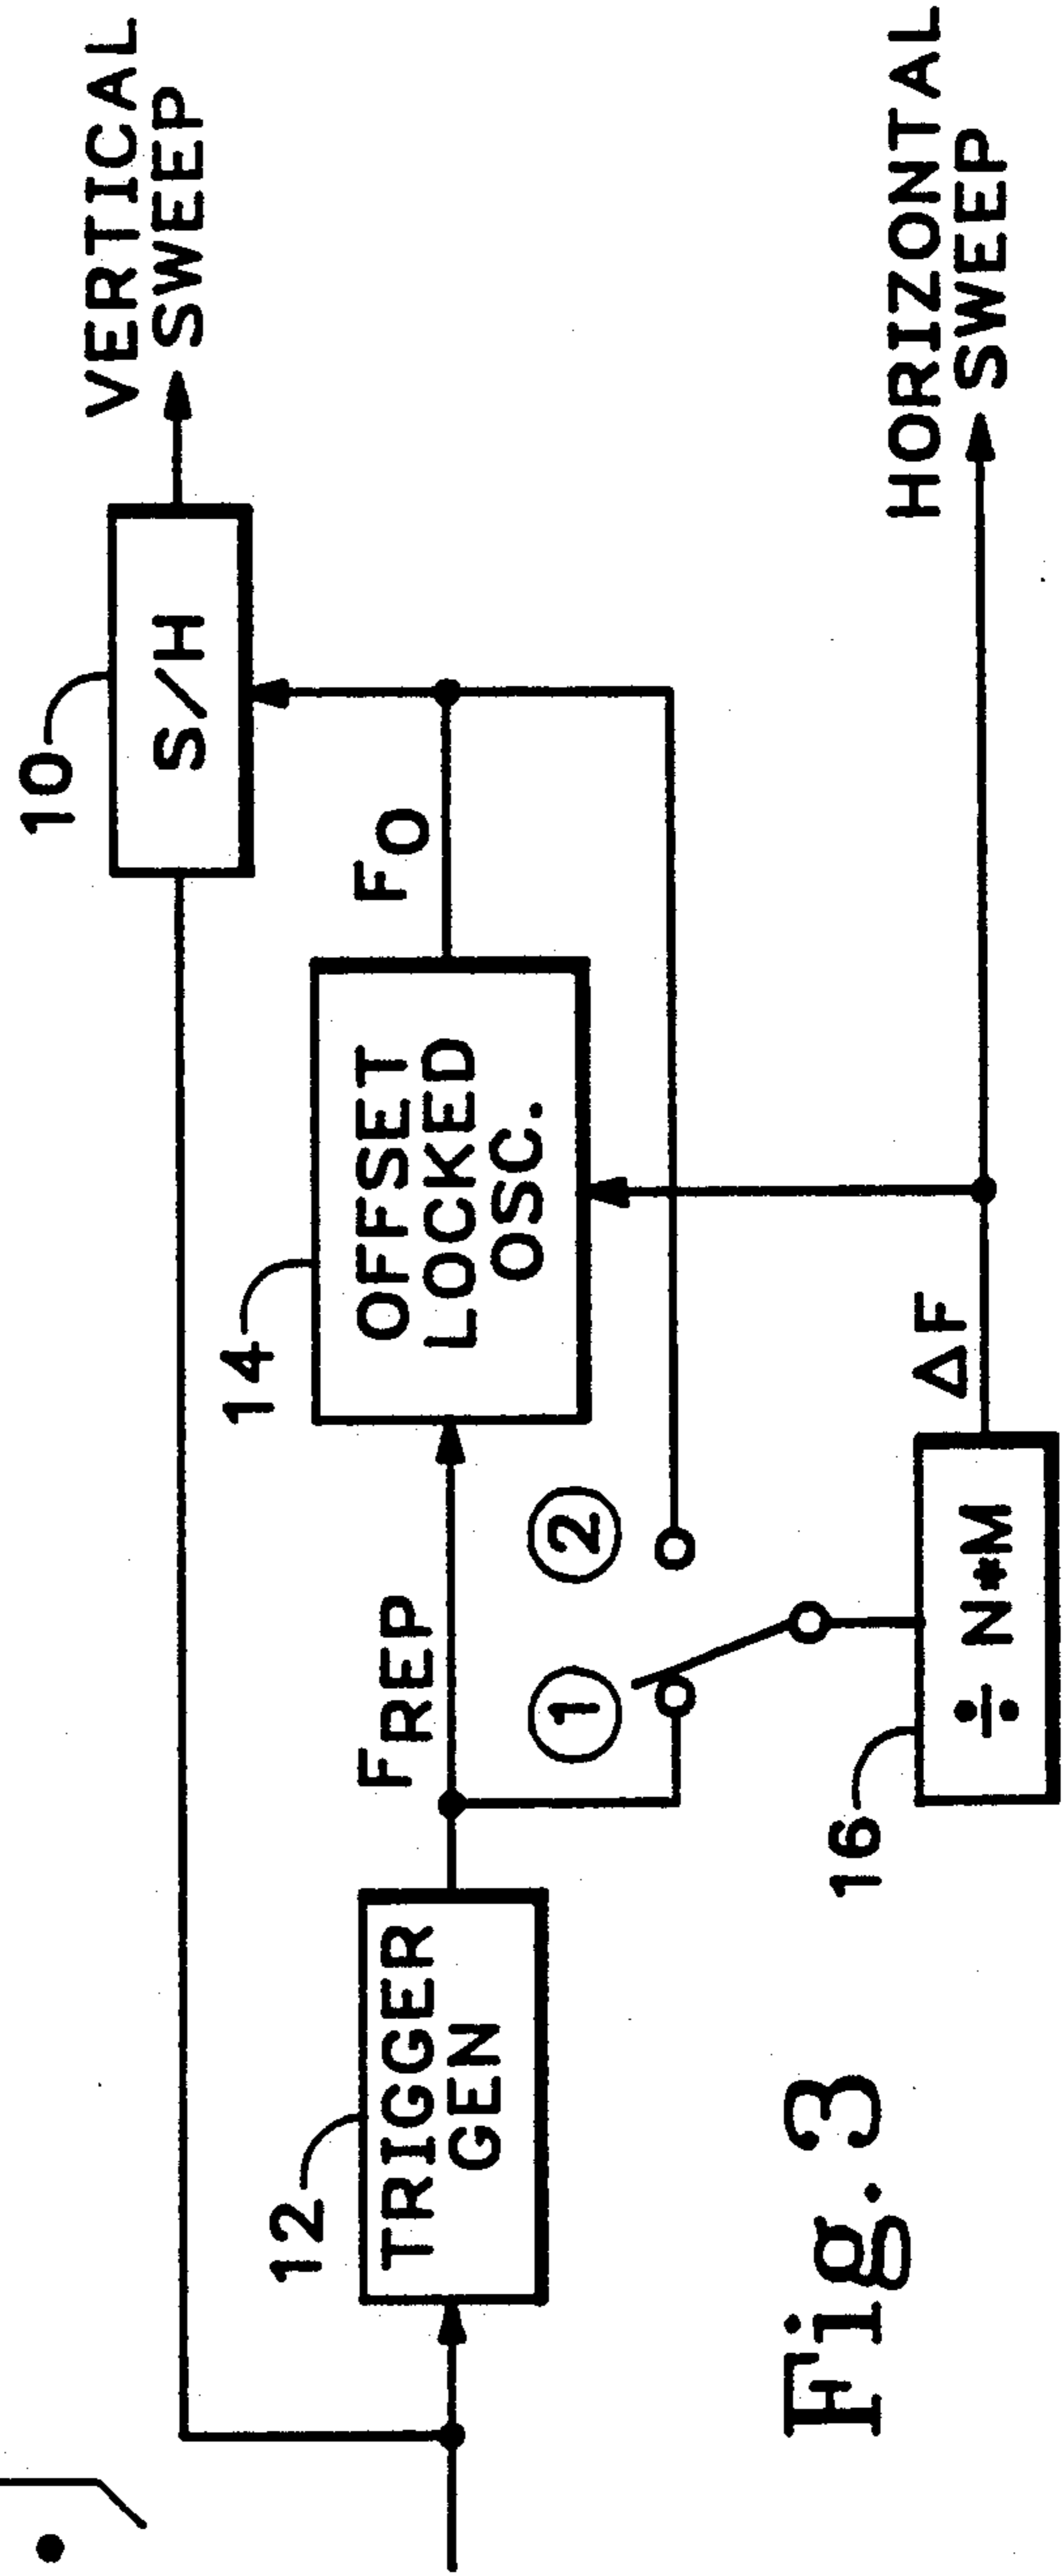 10
S/H
VERTICAL
SWEEP
12
TRIGGER
GEN
FREP
14
OFFSET
LOCKED
OSC.
FO
1
2
16
÷ N*M
ΔF
HORIZONTAL
SWEEP
Fig. 3